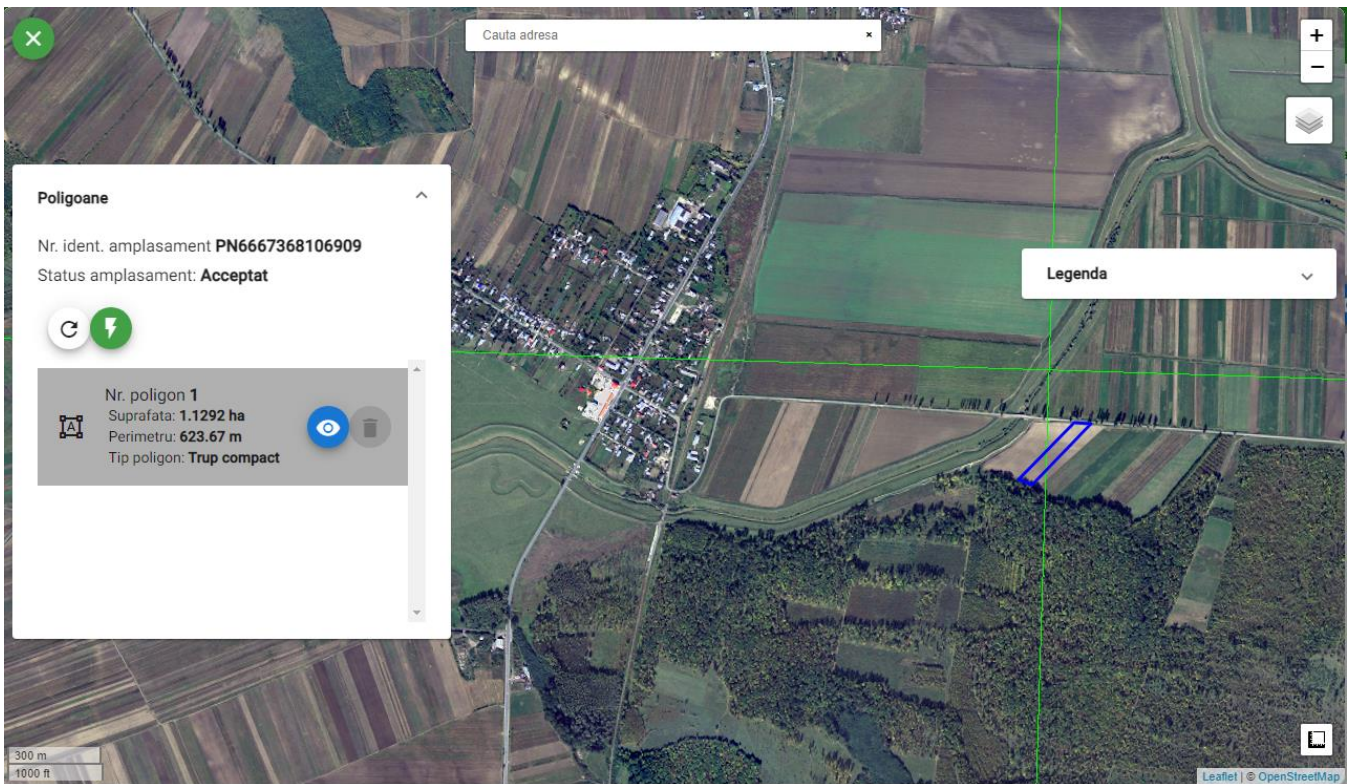 Cauta adresa
×
+
−
Poligoane
Nr. ident. amplasament PN6667368106909
Status amplasament: Acceptat
Legenda
Nr. poligon 1
A
Suprafata: 1.1292 ha
Perimetru: 623.67 m
Tip poligon: Trup compact
300 m
1000 ft
Leaflet | © OpenStreetMap